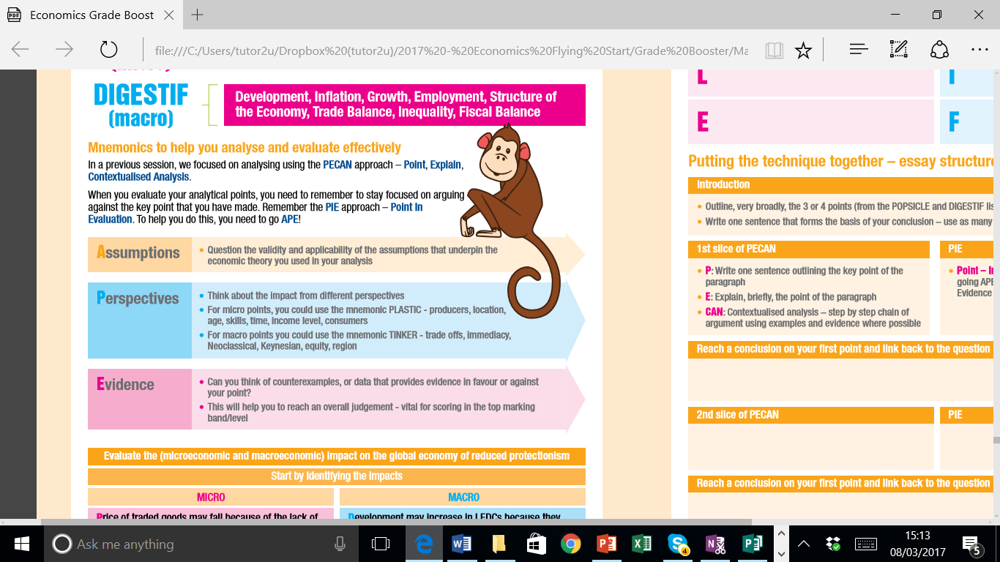 Economics Grade Boost
file:///C:/Users/tutor2u/Dropbox%20(tutor2u)/2017%20-%20Economics%20Flying%20Start/Grade%20Booster/Ma
DIGESTIF
(macro)
Development, Inflation, Growth, Employment, Structure of
the Economy, Trade Balance, Inequality, Fiscal Balance
Mnemonics to help you analyse and evaluate effectively
In a previous session, we focused on analysing using the PECAN approach – Point, Explain,
Contextualised Analysis.
When you evaluate your analytical points, you need to remember to stay focused on arguing
against the key point that you have made. Remember the PIE approach – Point In
Evaluation. To help you do this, you need to go APE!
Assumptions
• Question the validity and applicability of the assumptions that underpin the
economic theory you used in your analysis
Perspectives
• Think about the impact from different perspectives
• For micro points, you could use the mnemonic PLASTIC - producers, location,
age, skills, time, income level, consumers
• For macro points you could use the mnemonic TINKER - trade offs, immediacy,
Neoclassical, Keynesian, equity, region
Evidence
• Can you think of counterexamples, or data that provides evidence in favour or against
your point?
• This will help you to reach an overall judgement - vital for scoring in the top marking
band/level
Evaluate the (microeconomic and macroeconomic) impact on the global economy of reduced protectionism
Start by identifying the impacts
MICRO
MACRO
Price of traded goods may fall because of the lack of
Development may increase in LEDCs because they
L
E
F
Putting the technique together – essay structure
Introduction
• Outline, very broadly, the 3 or 4 points (from the POPSICLE and DIGESTIF lis
• Write one sentence that forms the basis of your conclusion – use as many
1st slice of PECAN
• P: Write one sentence outlining the key point of the
paragraph
• E: Explain, briefly, the point of the paragraph
• CAN: Contextualised analysis – step by step chain of
argument using examples and evidence where possible
PIE
• Point – In
going APE
Evidence
Reach a conclusion on your first point and link back to the question
2nd slice of PECAN
PIE
Reach a conclusion on your first point and link back to the question
Ask me anything
4
15:13
08/03/2017
5